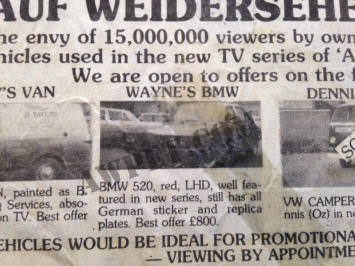 AUF WEIDERSEHE
he envy of 15,000,000 viewers by own
hicles used in the new TV series of 'A
We are open to offers on the f
Y'S VAN
WAYNE'S BMW
DENNI
N, painted as B.
g Services, abso-
on TV. Best offer
BMW 520, red, LHD, well fea-
tured in new series, still has all
German sticker and replica
plates. Best offer £800.
SO
VW CAMPER
nnis (Oz) in ne
EHICLES WOULD BE IDEAL FOR PROMOTIONA
— VIEWING BY APPOINTME